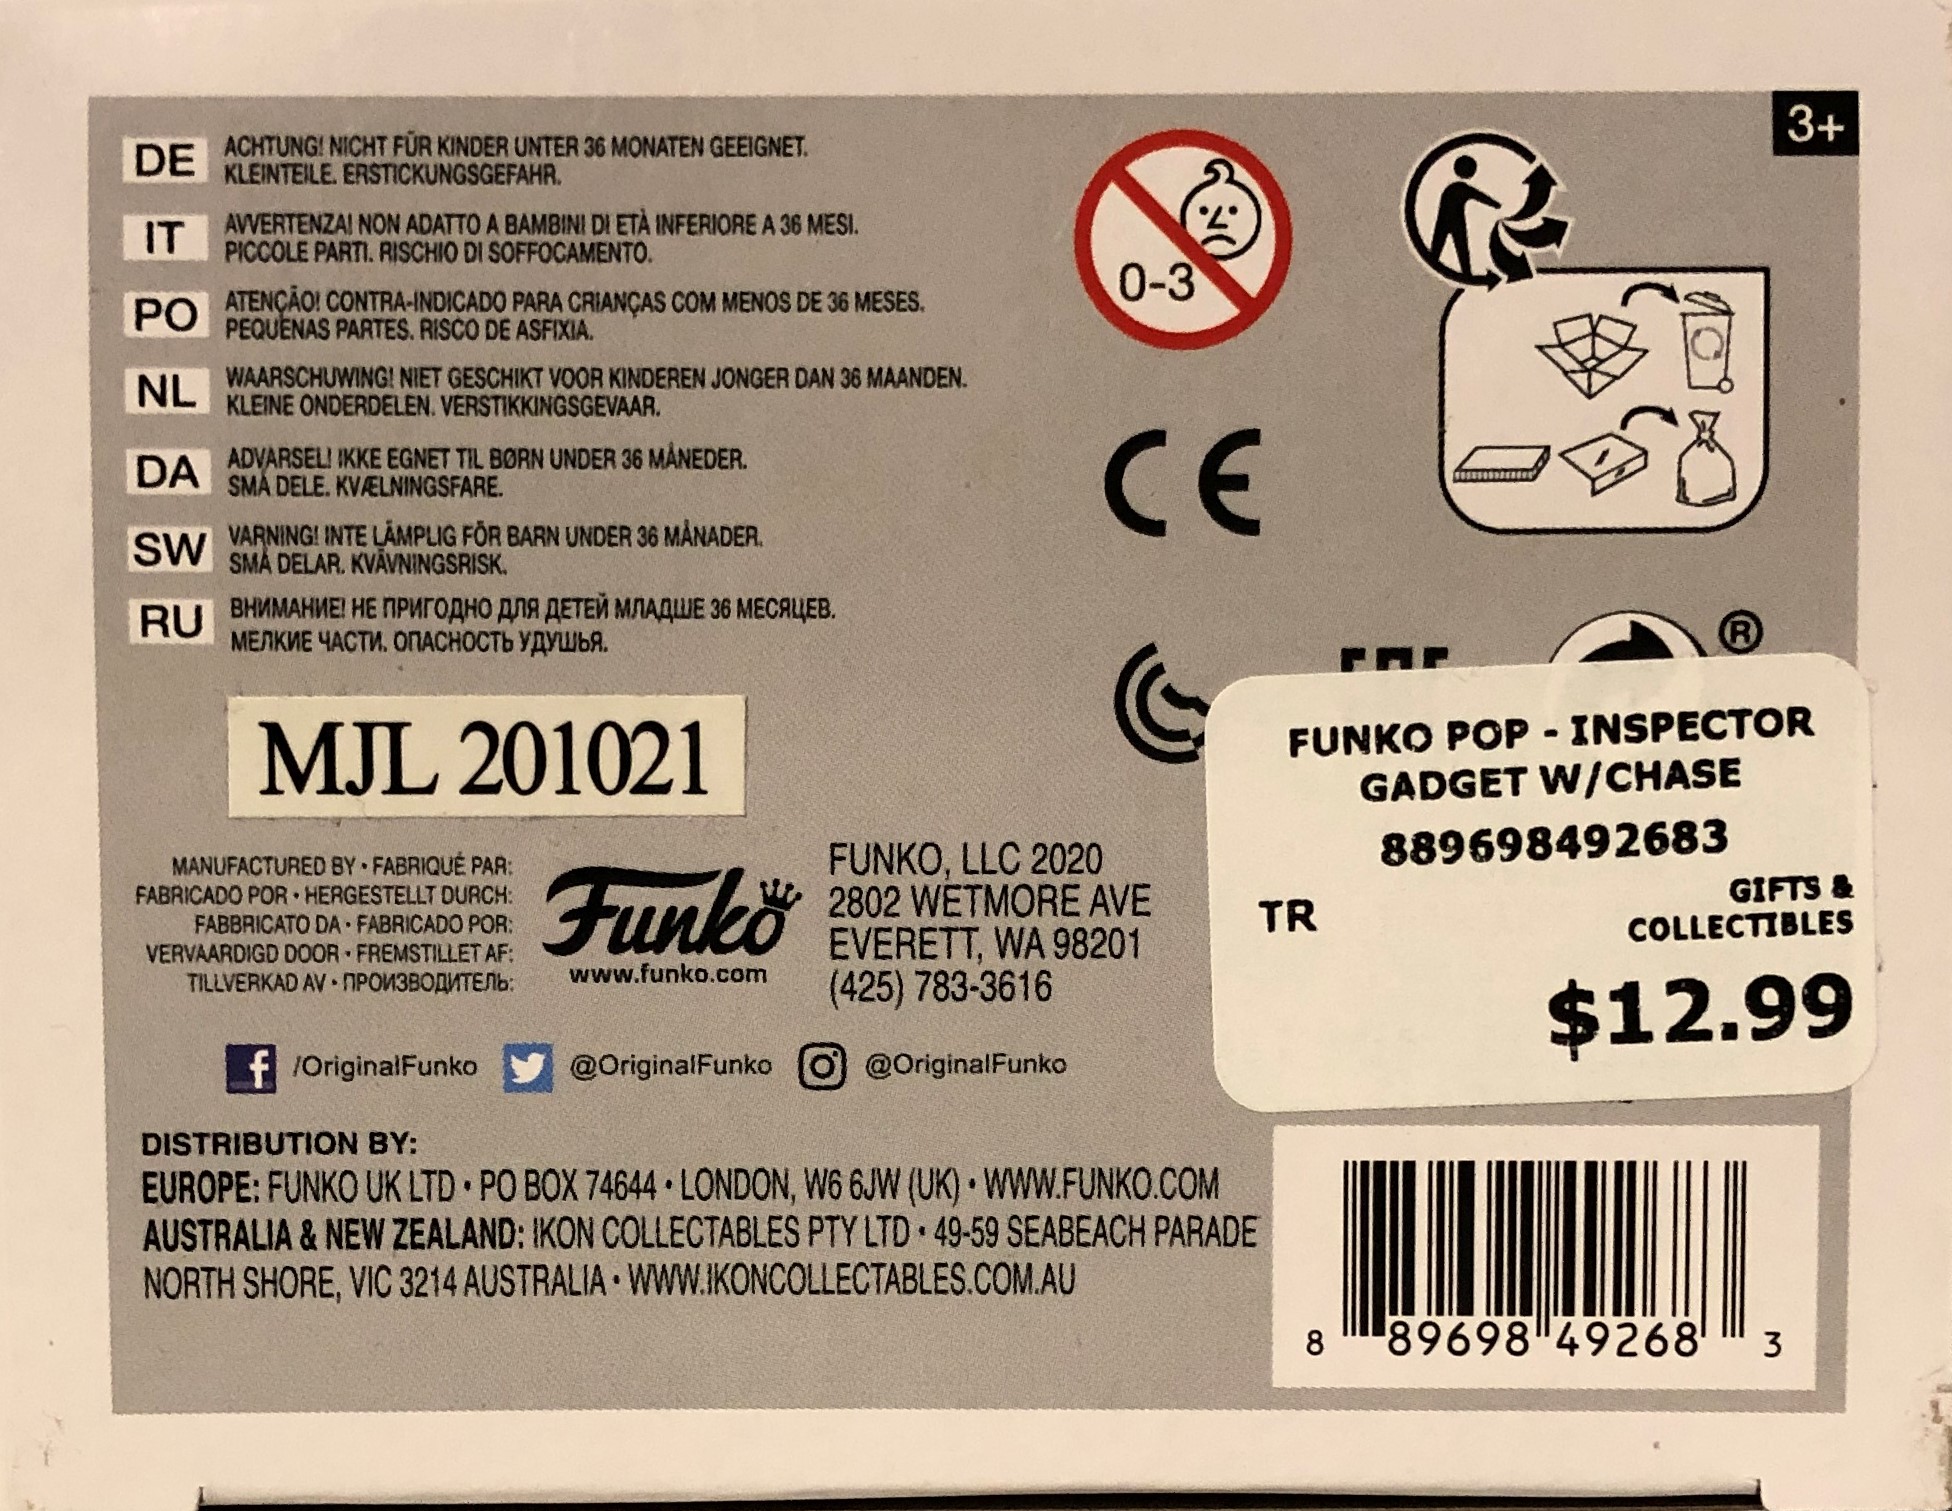 3+
DE
ACHTUNG! NICHT FÜR KINDER UNTER 36 MONATEN GEEIGNET.
KLEINTEILE. ERSTICKUNGSGEFAHR.
IT
AVVERTENZA! NON ADATTO A BAMBINI DI ETÀ INFERIORE A 36 MESI.
PICCOLE PARTI. RISCHIO DI SOFFOCAMENTO.
PO
ATENÇÃO! CONTRA-INDICADO PARA CRIANÇAS COM MENOS DE 36 MESES.
PEQUENAS PARTES. RISCO DE ASFIXIA.
NL
WAARSCHUWING! NIET GESCHIKT VOOR KINDEREN JONGER DAN 36 MAANDEN.
KLEINE ONDERDELEN. VERSTIKKINGSGEVAAR.
DA
ADVARSEL! IKKE EGNET TIL BØRN UNDER 36 MÅNEDER.
SMÅ DELE. KVÆLNINGSFARE.
SW
VARNING! INTE LÄMPLIG FÖR BARN UNDER 36 MÅNADER.
SMÅ DELAR. KVÄVNINGSRISK.
RU
ВНИМАНИЕ! НЕ ПРИГОДНО ДЛЯ ДЕТЕЙ МЛАДШЕ 36 МЕСЯЦЕВ.
МЕЛКИЕ ЧАСТИ. ОПАСНОСТЬ УДУШЬЯ.
0-3
CE
®
MJL 201021
FUNKO POP - INSPECTOR
GADGET W/CHASE
889698492683
TR
GIFTS &
COLLECTIBLES
$12.99
MANUFACTURED BY • FABRIQUÉ PAR:
FABRICADO POR • HERGESTELLT DURCH:
FABBRICATO DA • FABRICADO POR:
VERVAARDIGD DOOR • FREMSTILLET AF:
TILLVERKAD AV • ПРОИЗВОДИТЕЛЬ:
Funko
www.funko.com
FUNKO, LLC 2020
2802 WETMORE AVE
EVERETT, WA 98201
(425) 783-3616
/OriginalFunko
@OriginalFunko
@OriginalFunko
DISTRIBUTION BY:
EUROPE: FUNKO UK LTD • PO BOX 74644 • LONDON, W6 6JW (UK) • WWW.FUNKO.COM
AUSTRALIA & NEW ZEALAND: IKON COLLECTABLES PTY LTD • 49-59 SEABEACH PARADE
NORTH SHORE, VIC 3214 AUSTRALIA • WWW.IKONCOLLECTABLES.COM.AU
8 89698 49268 3